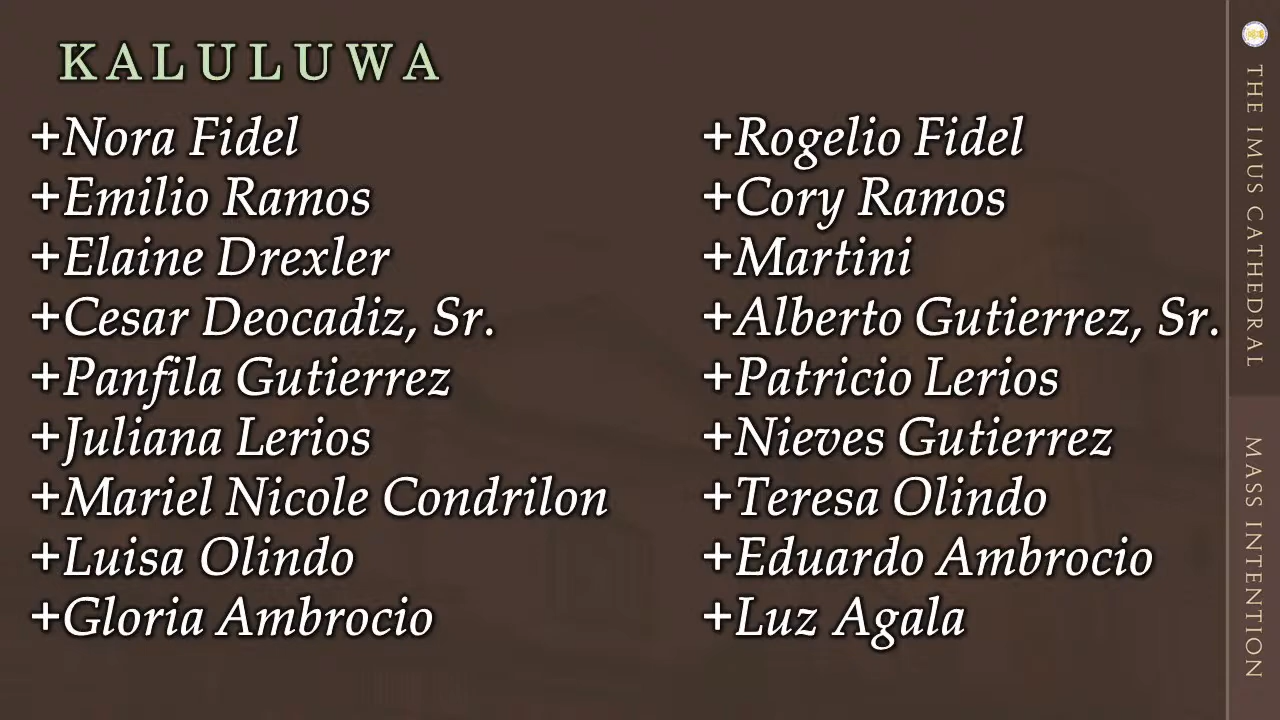 KALULUWA
+Nora Fidel
+Emilio Ramos
+Elaine Drexler
+Cesar Deocadiz, Sr.
+Panfila Gutierrez
+Juliana Lerios
+Mariel Nicole Condrilon
+Luisa Olindo
+Gloria Ambrocio
+Rogelio Fidel
+Cory Ramos
+Martini
+Alberto Gutierrez, Sr.
+Patricio Lerios
+Nieves Gutierrez
+Teresa Olindo
+Eduardo Ambrocio
+Luz Agala
THE IMUS CATHEDRAL
MASS INTENTION